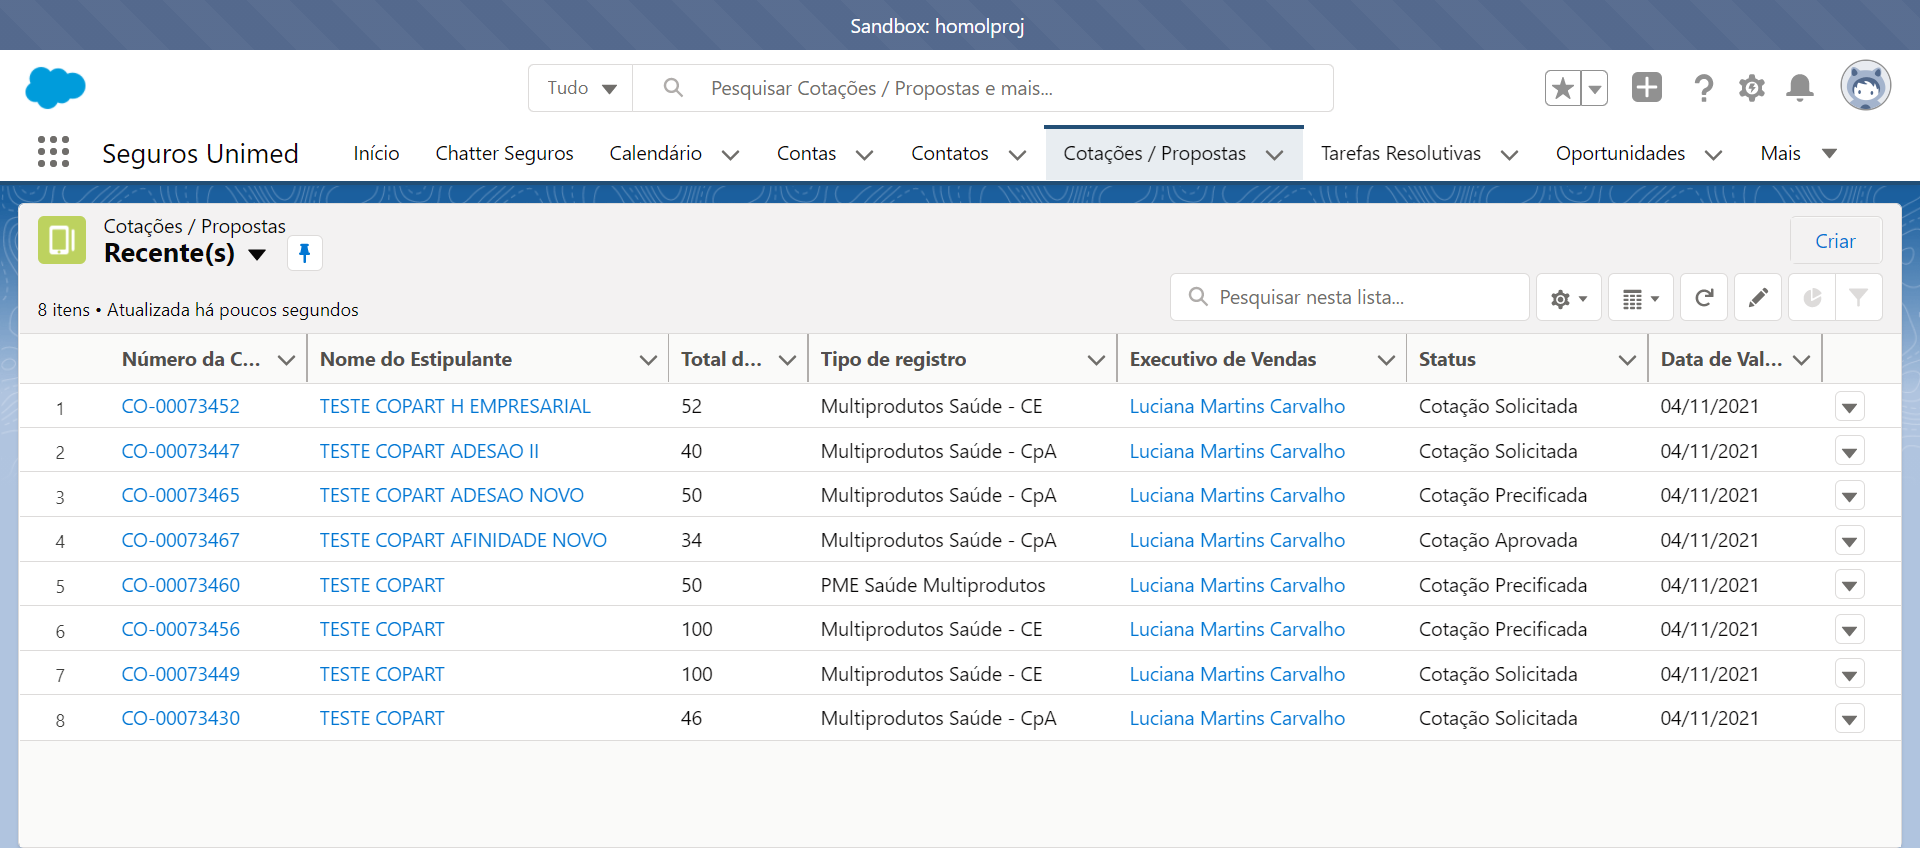 Sandbox: homolproj
Tudo Pesquisar Cotações / Propostas e mais...
Seguros Unimed Início Chatter Seguros Calendário Contas Contatos Cotações / Propostas Tarefas Resolutivas Oportunidades Mais
Cotações / Propostas
Recente(s)
Criar
8 itens • Atualizada há poucos segundos
Pesquisar nesta lista...
Número da C... Nome do Estipulante Total d... Tipo de registro Executivo de Vendas Status Data de Val...
1 CO-00073452 TESTE COPART H EMPRESARIAL 52 Multiprodutos Saúde - CE Luciana Martins Carvalho Cotação Solicitada 04/11/2021
2 CO-00073447 TESTE COPART ADESAO II 40 Multiprodutos Saúde - CpA Luciana Martins Carvalho Cotação Solicitada 04/11/2021
3 CO-00073465 TESTE COPART ADESAO NOVO 50 Multiprodutos Saúde - CpA Luciana Martins Carvalho Cotação Precificada 04/11/2021
4 CO-00073467 TESTE COPART AFINIDADE NOVO 34 Multiprodutos Saúde - CpA Luciana Martins Carvalho Cotação Aprovada 04/11/2021
5 CO-00073460 TESTE COPART 50 PME Saúde Multiprodutos Luciana Martins Carvalho Cotação Precificada 04/11/2021
6 CO-00073456 TESTE COPART 100 Multiprodutos Saúde - CE Luciana Martins Carvalho Cotação Precificada 04/11/2021
7 CO-00073449 TESTE COPART 100 Multiprodutos Saúde - CE Luciana Martins Carvalho Cotação Solicitada 04/11/2021
8 CO-00073430 TESTE COPART 46 Multiprodutos Saúde - CpA Luciana Martins Carvalho Cotação Solicitada 04/11/2021